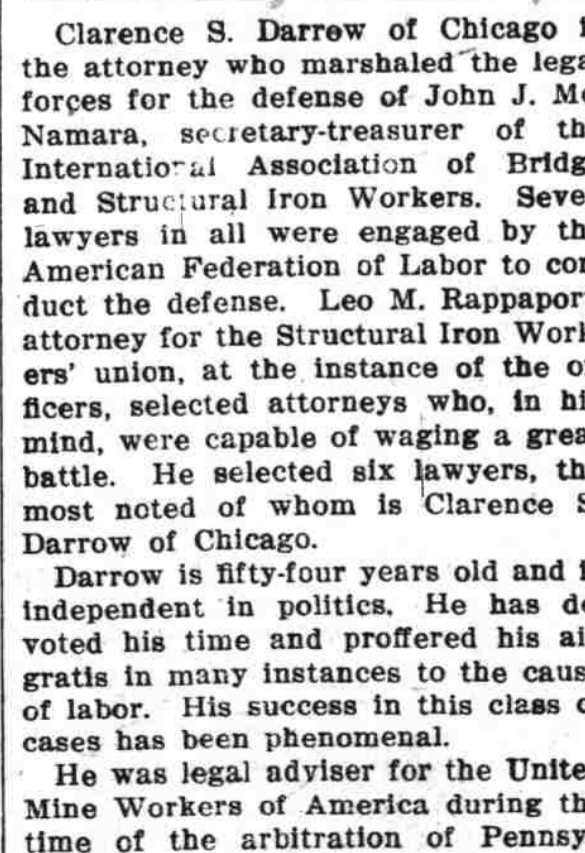 Clarence S. Darrow of Chicago i
the attorney who marshaled the lega
forces for the defense of John J. Mc
Namara, secretary-treasurer of th
International Association of Bridg
and Structural Iron Workers. Seve
lawyers in all were engaged by th
American Federation of Labor to con
duct the defense. Leo M. Rappapor
attorney for the Structural Iron Work
ers' union, at the instance of the o
ficers, selected attorneys who, in hi
mind, were capable of waging a grea
battle. He selected six lawyers, th
most noted of whom is Clarence S
Darrow of Chicago.
Darrow is fifty-four years old and i
independent in politics. He has de
voted his time and proffered his ai
gratis in many instances to the caus
of labor. His success in this class o
cases has been phenomenal.
He was legal adviser for the Unite
Mine Workers of America during th
time of the arbitration of Pennsy